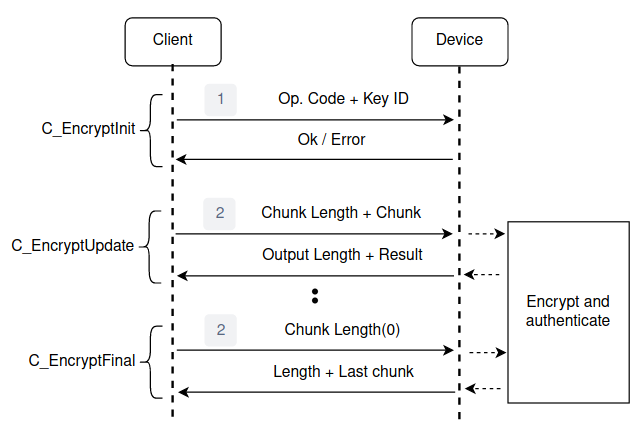 Client
Device
1
Op. Code + Key ID
C_EncryptInit
Ok / Error
2
Chunk Length + Chunk
C_EncryptUpdate
Output Length + Result
Encrypt and
authenticate
2
Chunk Length(0)
C_EncryptFinal
Length + Last chunk